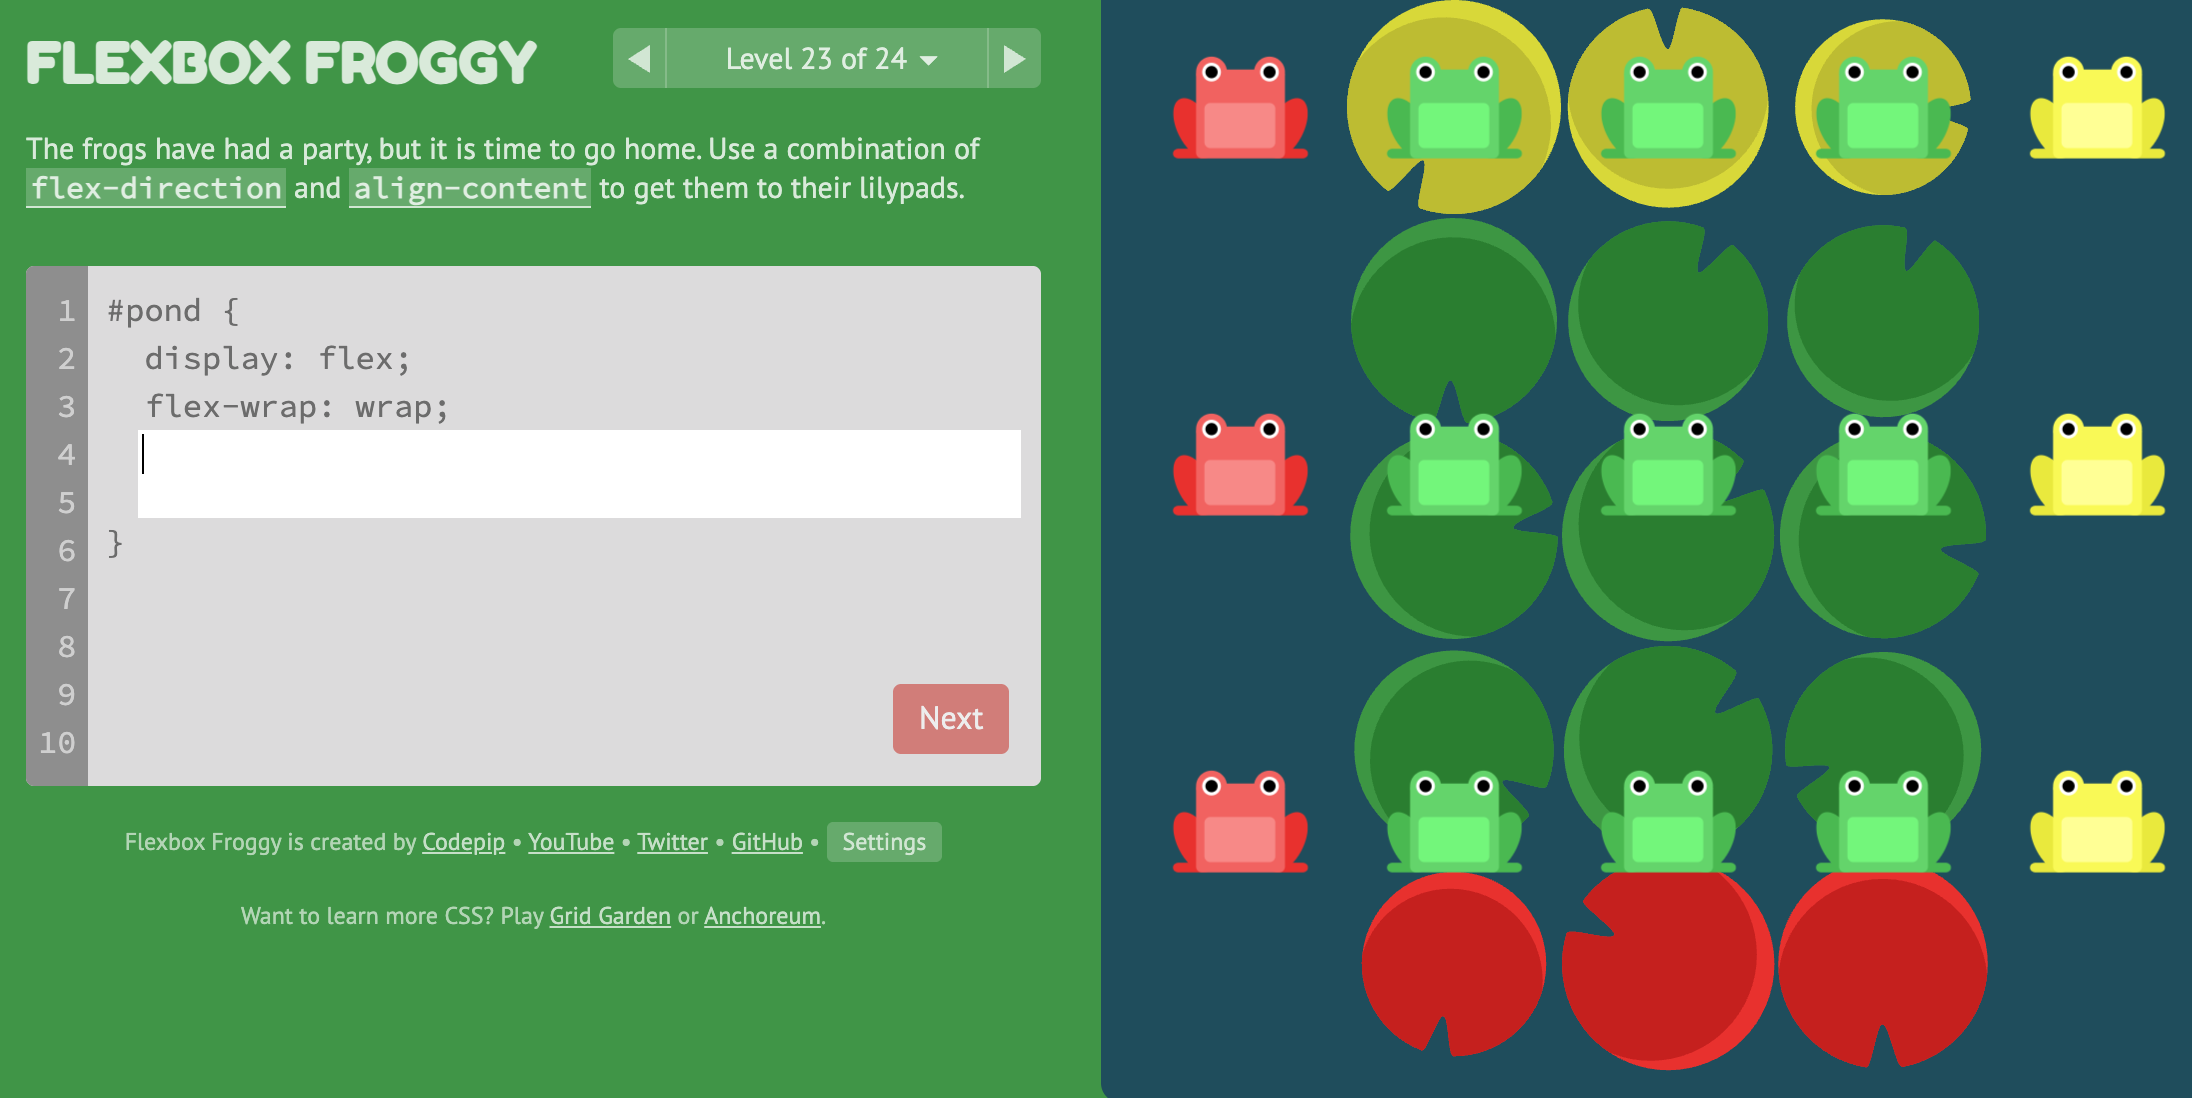 FLEXBOX FROGGY
Level 23 of 24
The frogs have had a party, but it is time to go home. Use a combination of
flex-direction and align-content to get them to their lilypads.
1 #pond {
2 display: flex;
3 flex-wrap: wrap;
4
5
6 }
7
8
9
10
Next
Flexbox Froggy is created by Codepip • YouTube • Twitter • GitHub • Settings
Want to learn more CSS? Play Grid Garden or Anchoreum.